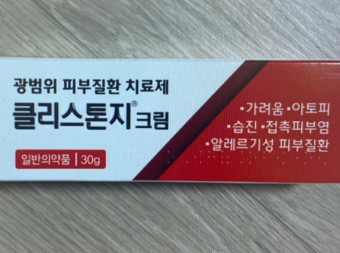 광범위 피부질환 치료제
클리스톤지® 크림
일반의약품 | 30g
•가려움 •아토피
•습진 •접촉피부염
•알레르기성 피부질환